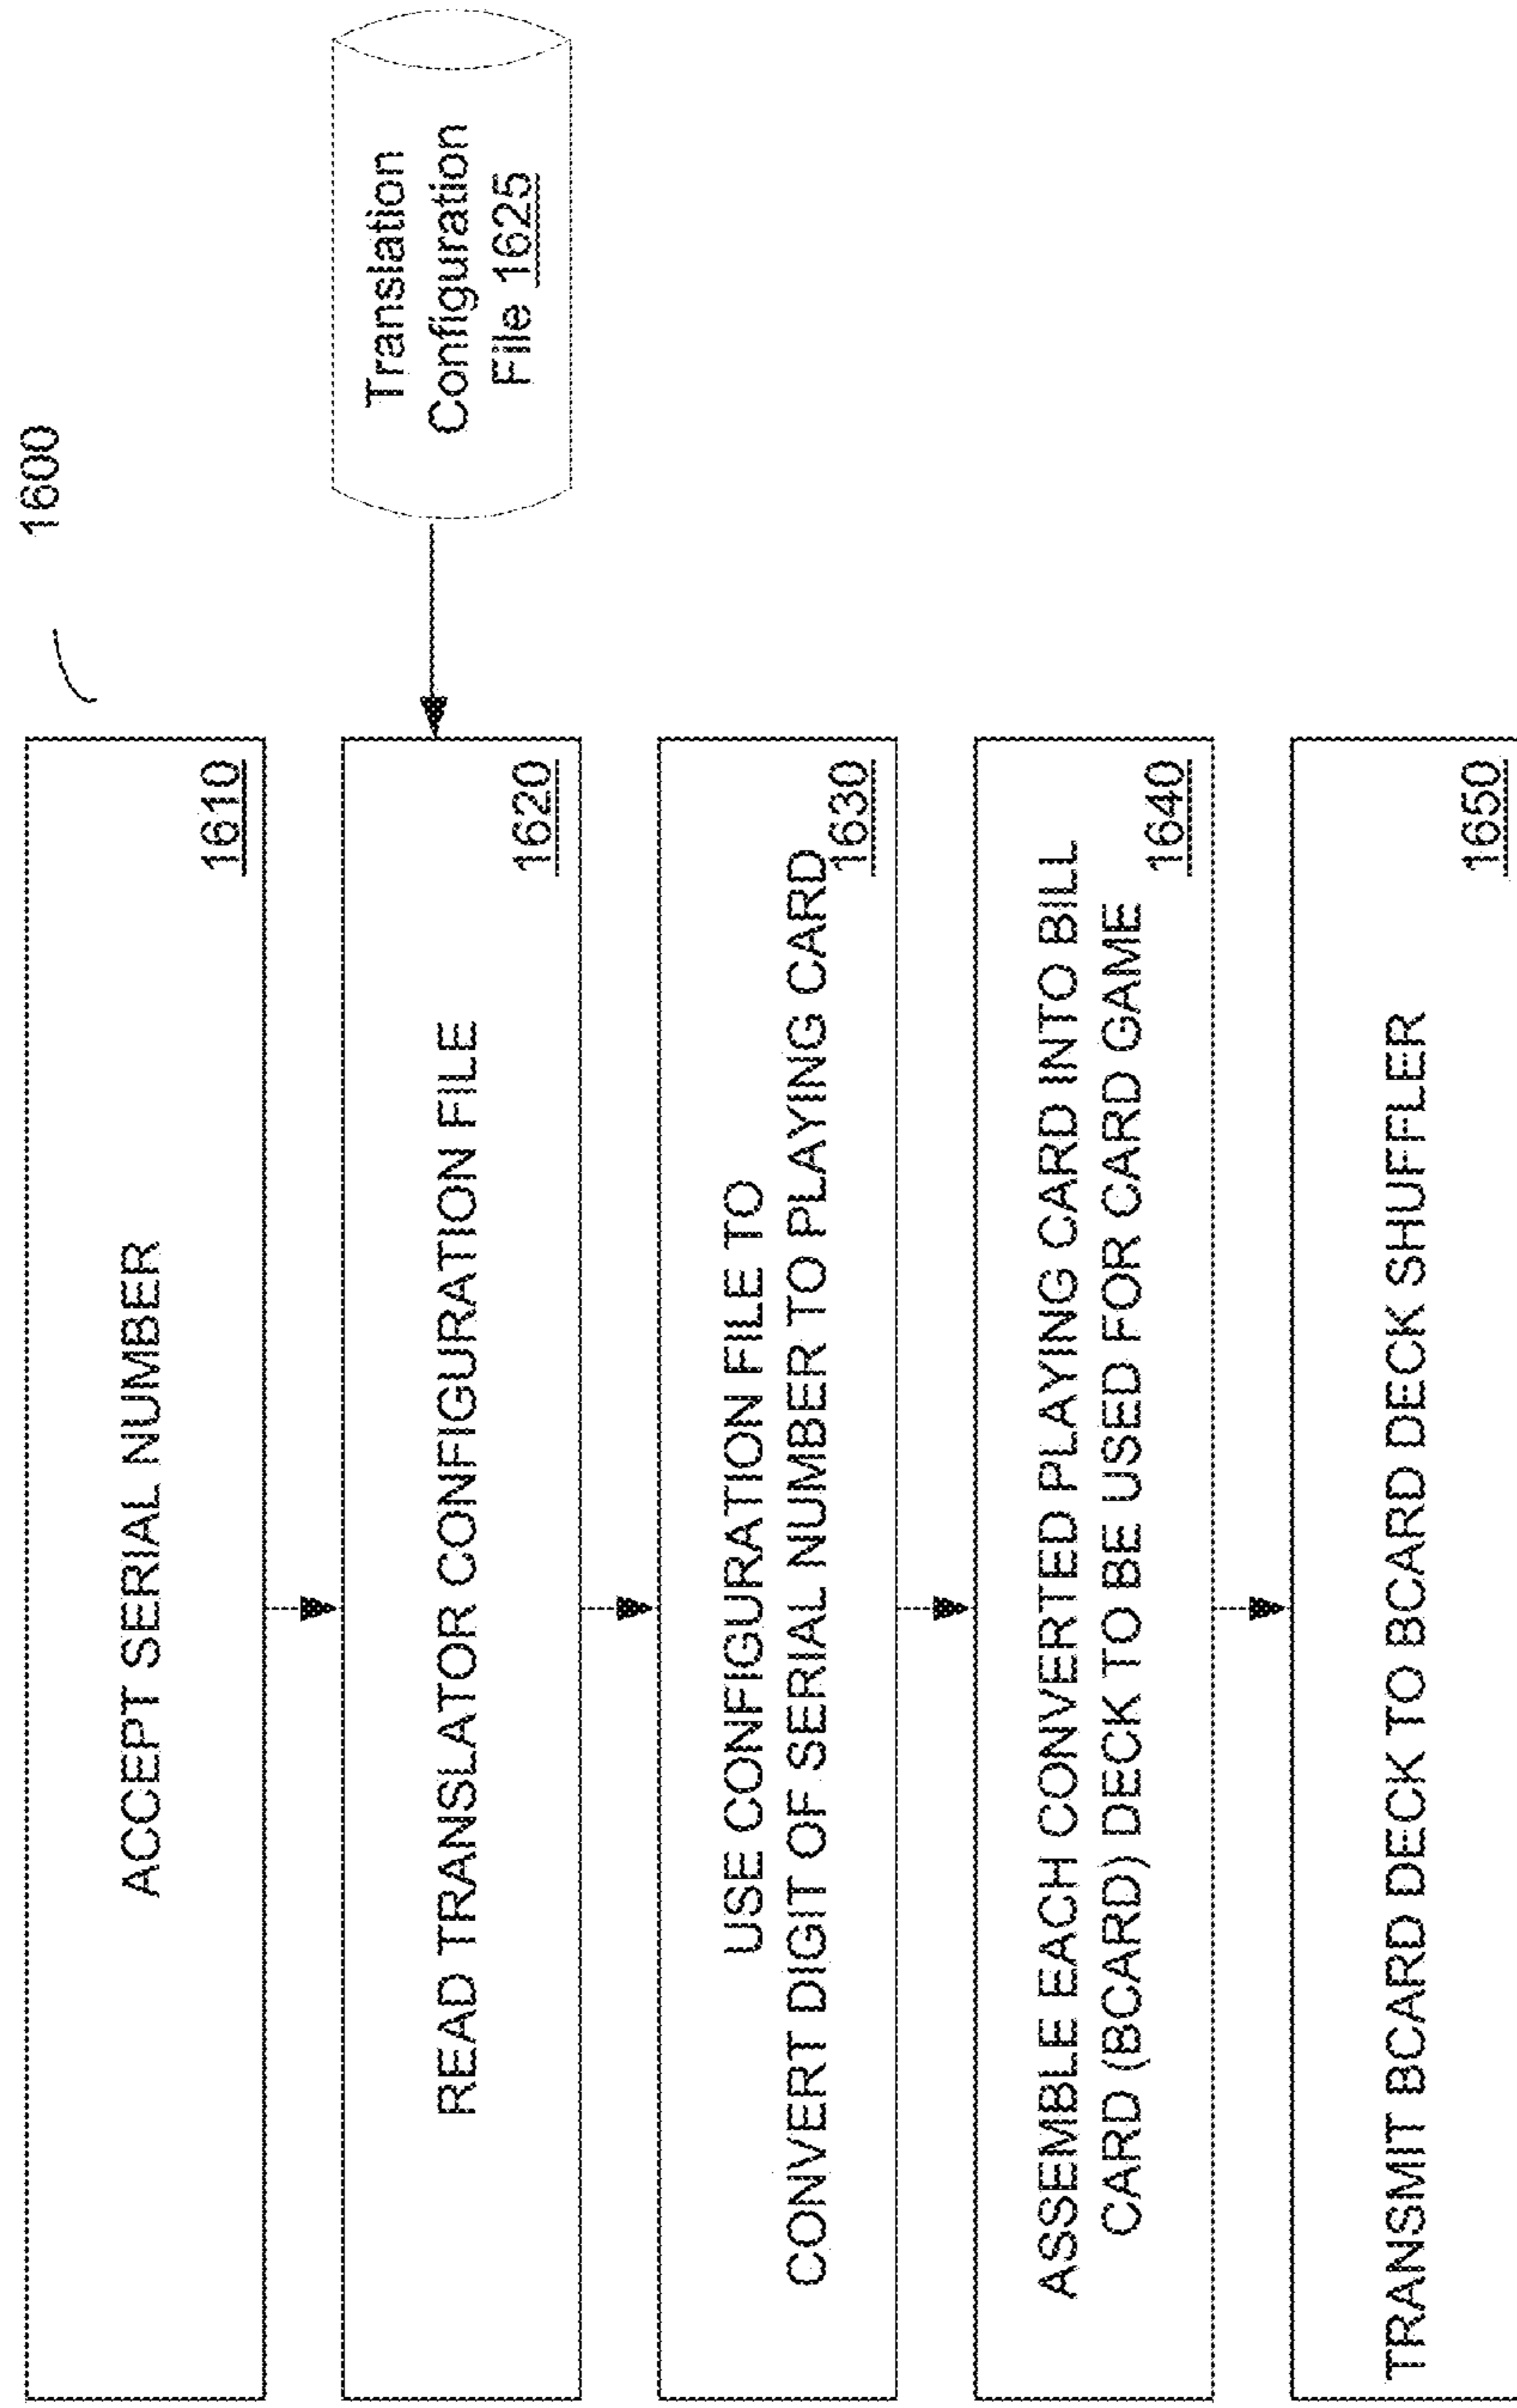 1600
ACCEPT SERIAL NUMBER
1610
READ TRANSLATOR CONFIGURATION FILE
1620
Translation
Configuration
File 1625
USE CONFIGURATION FILE TO
CONVERT DIGIT OF SERIAL NUMBER TO PLAYING CARD
1630
ASSEMBLE EACH CONVERTED PLAYING CARD INTO BILL
CARD (BCARD) DECK TO BE USED FOR CARD GAME
1640
TRANSMIT BCARD DECK TO BCARD DECK SHUFFLER
1650